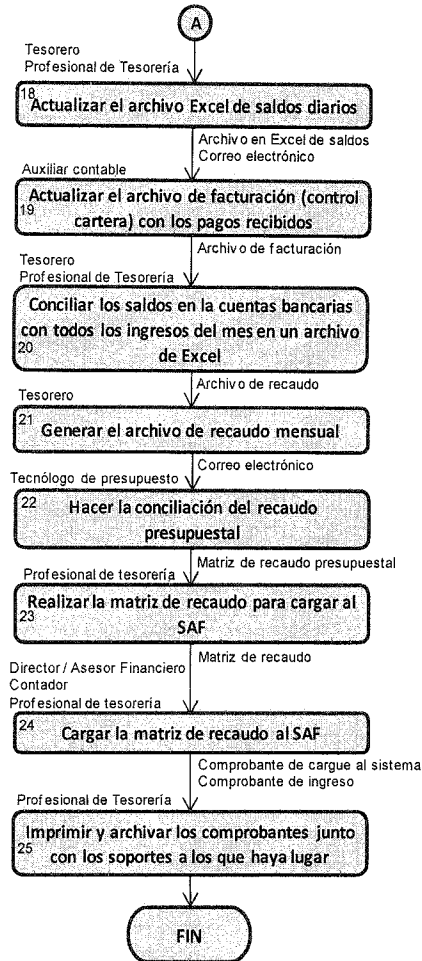 A
Tesorero
Profesional de Tesorería
18
Actualizar el archivo Excel de saldos diarios
Archivo en Excel de saldos
Correo electrónico
Auxiliar contable
Actualizar el archivo de facturación (control
19 cartera) con los pagos recibidos
Archivo de facturación
Tesorero
Profesional de Tesorería
Conciliar los saldos en la cuentas bancarias
con todos los ingresos del mes en un archivo
20 de Excel
Archivo de recaudo
Tesorero
21 Generar el archivo de recaudo mensual
Correo electrónico
Tecnólogo de presupuesto
22 Hacer la conciliación del recaudo
presupuestal
Matriz de recaudo presupuestal
Profesional de tesorería
Realizar la matriz de recaudo para cargar al
23 SAF
Matriz de recaudo
Director / Asesor Financiero
Contador
Profesional de tesorería
24 Cargar la matriz de recaudo al SAF
Comprobante de cargue al sistema
Comprobante de ingreso
Profesional de Tesorería
Imprimir y archivar los comprobantes junto
25 con los soportes a los que haya lugar
FIN